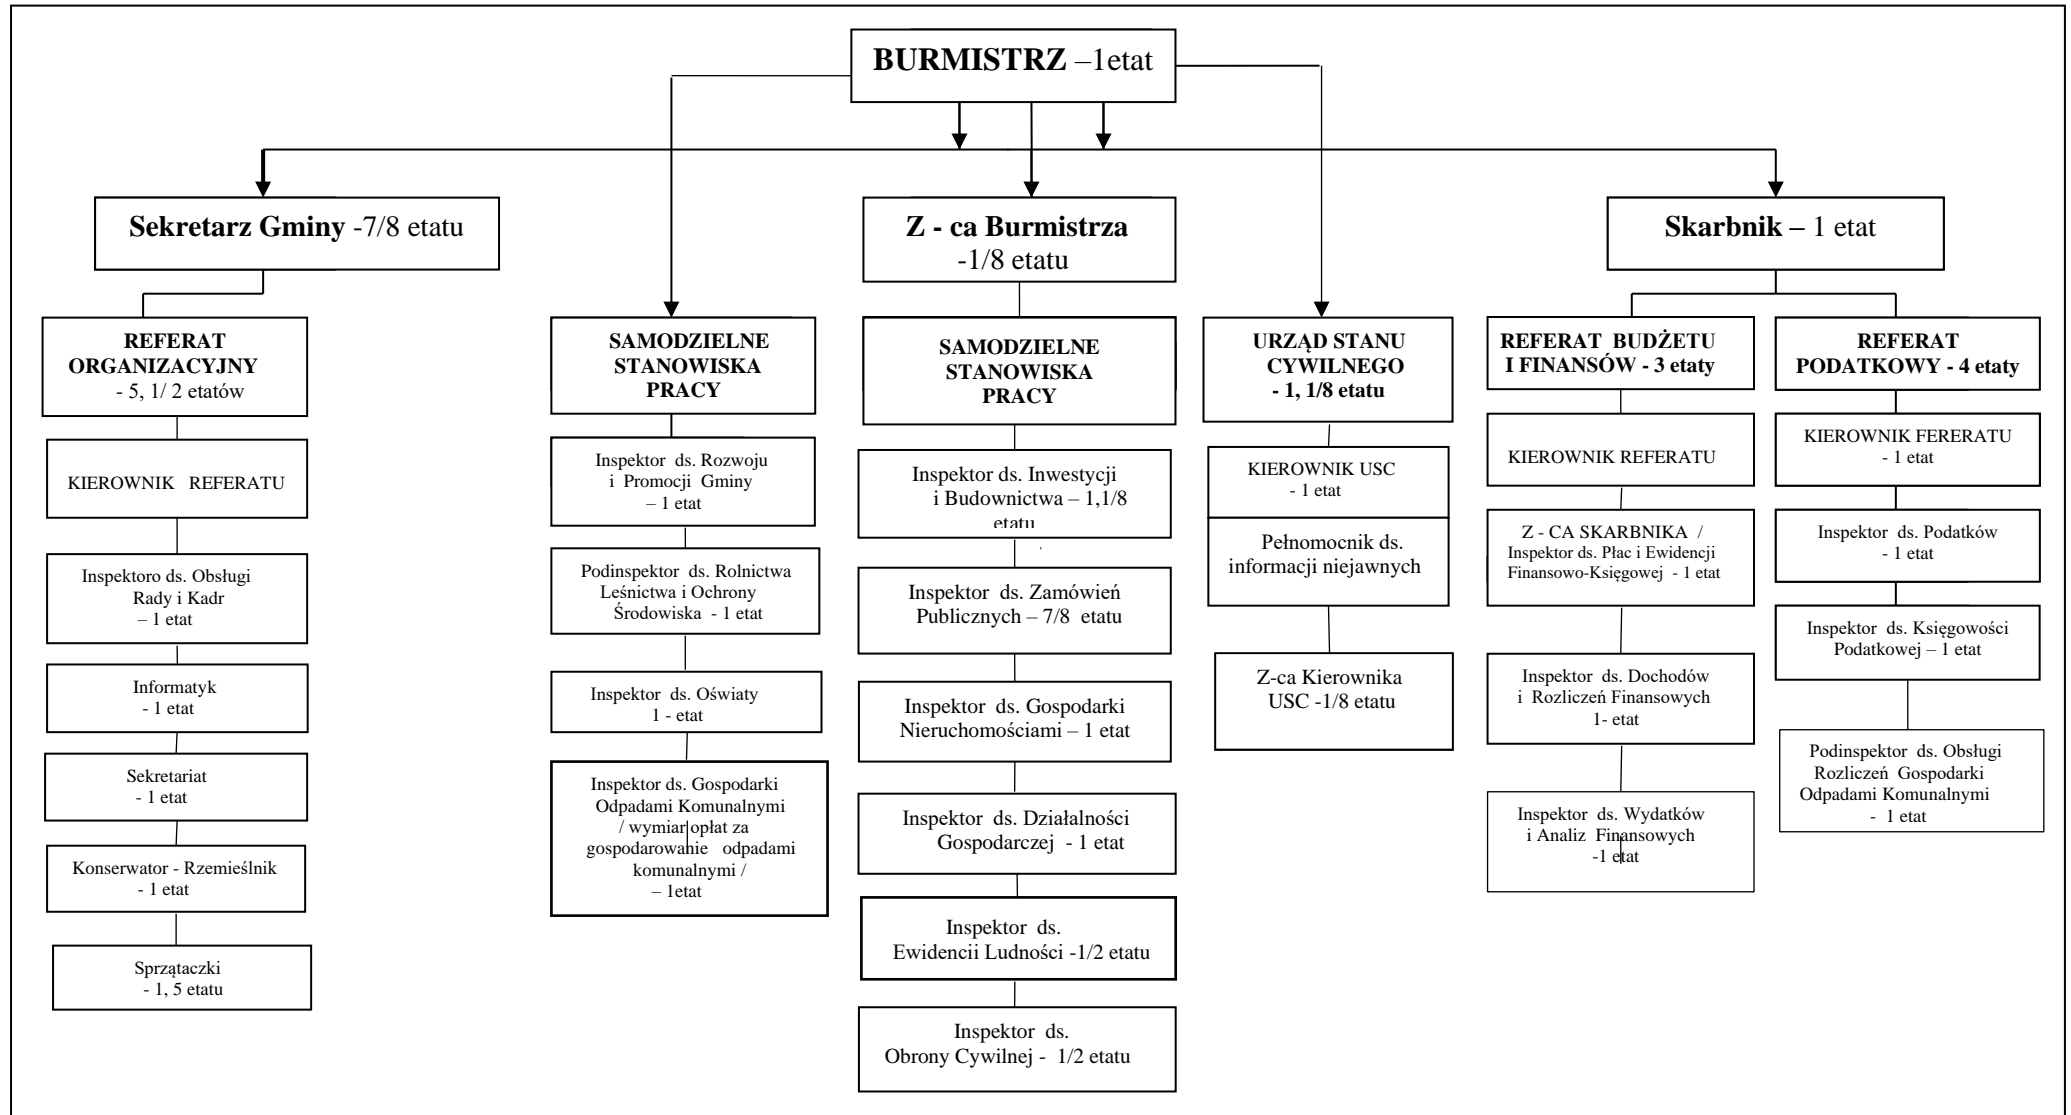 BURMISTRZ –1etat
Sekretarz Gminy -7/8 etatu
Z - ca Burmistrza
-1/8 etatu
Skarbnik – 1 etat
REFERAT
ORGANIZACYJNY
- 5, 1/ 2 etatów
KIEROWNIK REFERATU
Inspektoro ds. Obsługi
Rady i Kadr
– 1 etat
Informatyk
- 1 etat
Sekretariat
- 1 etat
Konserwator - Rzemieślnik
- 1 etat
Sprzątaczki
- 1, 5 etatu
SAMODZIELNE
STANOWISKA
PRACY
Inspektor ds. Rozwoju
i Promocji Gminy
– 1 etat
Podinspektor ds. Rolnictwa
Leśnictwa i Ochrony
Środowiska - 1 etat
Inspektor ds. Oświaty
1 - etat
Inspektor ds. Gospodarki
Odpadami Komunalnymi
/ wymiar opłat za
gospodarowanie odpadami
komunalnymi /
– 1etat
SAMODZIELNE
STANOWISKA
PRACY
Inspektor ds. Inwestycji
i Budownictwa – 1,1/8
etatu
Inspektor ds. Zamówień
Publicznych – 7/8 etatu
Inspektor ds. Gospodarki
Nieruchomościami – 1 etat
Inspektor ds. Działalności
Gospodarczej - 1 etat
Inspektor ds.
Ewidencii Ludności -1/2 etatu
Inspektor ds.
Obrony Cywilnej - 1/2 etatu
URZĄD STANU
CYWILNEGO
- 1, 1/8 etatu
KIEROWNIK USC
- 1 etat
Pełnomocnik ds.
informacji niejawnych
Z-ca Kierownika
USC -1/8 etatu
REFERAT BUDŻETU
I FINANSÓW - 3 etaty
KIEROWNIK REFERATU
Z - CA SKARBNIKA /
Inspektor ds. Płac i Ewidencji
Finansowo-Księgowej - 1 etat
Inspektor ds. Dochodów
i Rozliczeń Finansowych
1- etat
Inspektor ds. Wydatków
i Analiz Finansowych
-1 etat
REFERAT
PODATKOWY - 4 etaty
KIEROWNIK FERERATU
- 1 etat
Inspektor ds. Podatków
- 1 etat
Inspektor ds. Księgowości
Podatkowej – 1 etat
Podinspektor ds. Obsługi
Rozliczeń Gospodarki
Odpadami Komunalnymi
- 1 etat